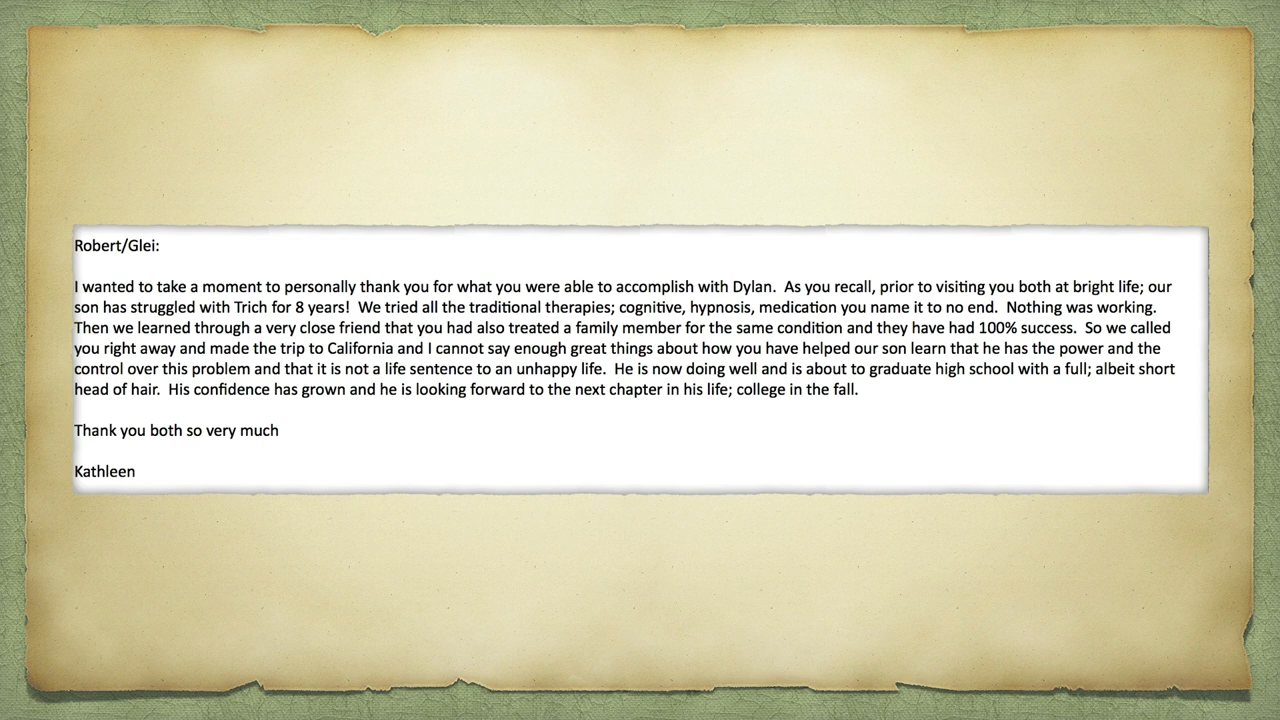 Robert/Glei:
I wanted to take a moment to personally thank you for what you were able to accomplish with Dylan.  As you recall, prior to visiting you both at bright life; our
son has struggled with Trich for 8 years!  We tried all the traditional therapies; cognitive, hypnosis, medication you name it to no end.  Nothing was working.
Then we learned through a very close friend that you had also treated a family member for the same condition and they have had 100% success.  So we called
you right away and made the trip to California and I cannot say enough great things about how you have helped our son learn that he has the power and the
control over this problem and that it is not a life sentence to an unhappy life.  He is now doing well and is about to graduate high school with a full; albeit short
head of hair.  His confidence has grown and he is looking forward to the next chapter in his life; college in the fall.
Thank you both so very much
Kathleen